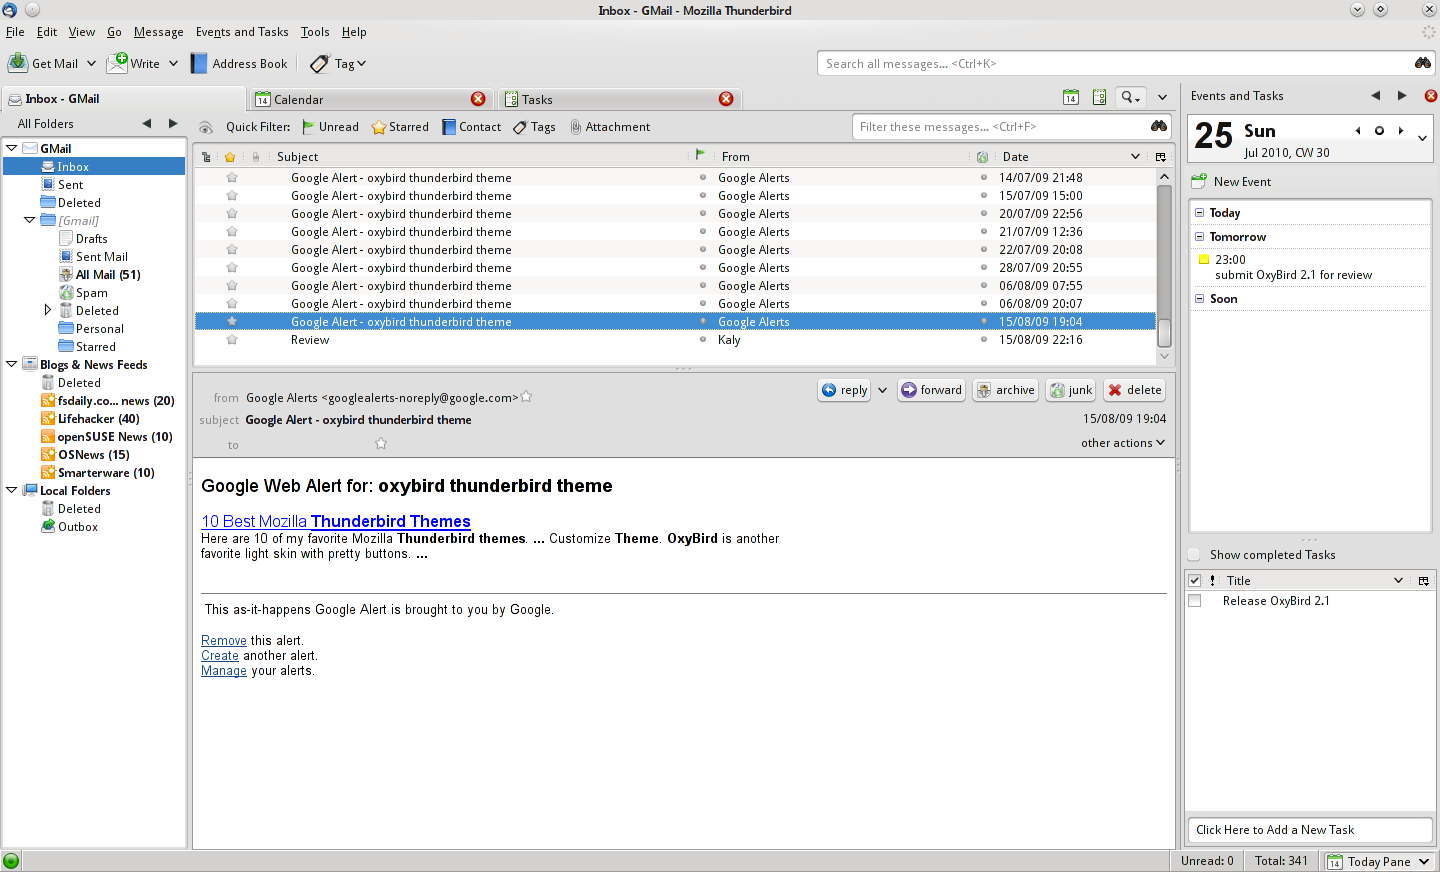 Inbox - GMail - Mozilla Thunderbird
File Edit View Go Message Events and Tasks Tools Help
Get Mail Write Address Book Tag Search all messages... <Ctrl+K>
Inbox - GMail 14 Calendar Tasks 14
All Folders
Quick Filter: Unread Starred Contact Tags Attachment Filter these messages... <Ctrl+F>
GMail
Inbox
Sent
Deleted
[Gmail]
Drafts
Sent Mail
All Mail (51)
Spam
Deleted
Personal
Starred
Blogs & News Feeds
Deleted
fsdaily.co... news (20)
Lifehacker (40)
openSUSE News (10)
OSNews (15)
Smarterware (10)
Local Folders
Deleted
Outbox
Subject From Date
Google Alert - oxybird thunderbird theme Google Alerts 14/07/09 21:48
Google Alert - oxybird thunderbird theme Google Alerts 15/07/09 15:00
Google Alert - oxybird thunderbird theme Google Alerts 20/07/09 22:56
Google Alert - oxybird thunderbird theme Google Alerts 21/07/09 12:36
Google Alert - oxybird thunderbird theme Google Alerts 22/07/09 20:08
Google Alert - oxybird thunderbird theme Google Alerts 28/07/09 20:55
Google Alert - oxybird thunderbird theme Google Alerts 06/08/09 07:55
Google Alert - oxybird thunderbird theme Google Alerts 06/08/09 20:07
Google Alert - oxybird thunderbird theme Google Alerts 15/08/09 19:04
Review Kaly 15/08/09 22:16
from Google Alerts <googlealerts-noreply@google.com> reply forward archive junk delete
subject Google Alert - oxybird thunderbird theme 15/08/09 19:04
to other actions
Google Web Alert for: oxybird thunderbird theme
10 Best Mozilla Thunderbird Themes
Here are 10 of my favorite Mozilla Thunderbird themes. ... Customize Theme. OxyBird is another
favorite light skin with pretty buttons. ...
This as-it-happens Google Alert is brought to you by Google.
Remove this alert.
Create another alert.
Manage your alerts.
Events and Tasks
25 Sun
Jul 2010, CW 30
New Event
Today
Tomorrow
23:00
submit OxyBird 2.1 for review
Soon
Show completed Tasks
! Title
Release OxyBird 2.1
Click Here to Add a New Task
Unread: 0 Total: 341 14 Today Pane